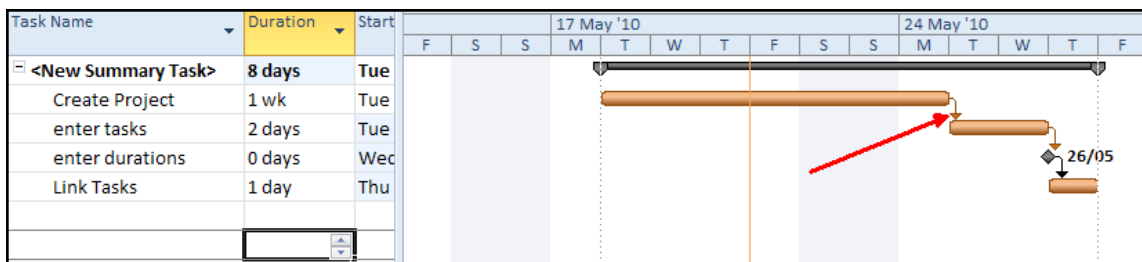 Task Name Duration Start 17 May '10 24 May '10
F S S M T W T F S S M T W T F
<New Summary Task> 8 days Tue
Create Project 1 wk Tue
enter tasks 2 days Tue
enter durations 0 days Wed 26/05
Link Tasks 1 day Thu